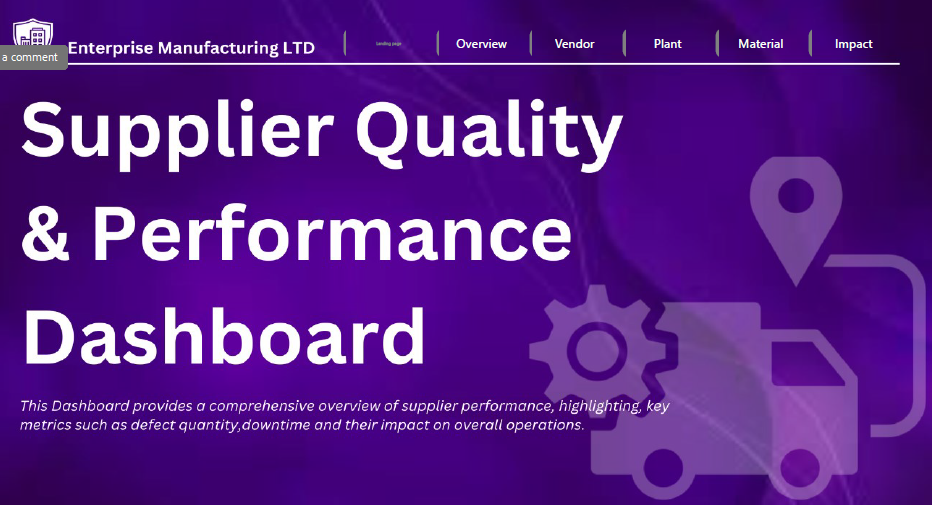 Enterprise Manufacturing LTD
landing page
Overview
Vendor
Plant
Material
Impact
a comment
Supplier Quality
& Performance
Dashboard
This Dashboard provides a comprehensive overview of supplier performance, highlighting, key
metrics such as defect quantity,downtime and their impact on overall operations.